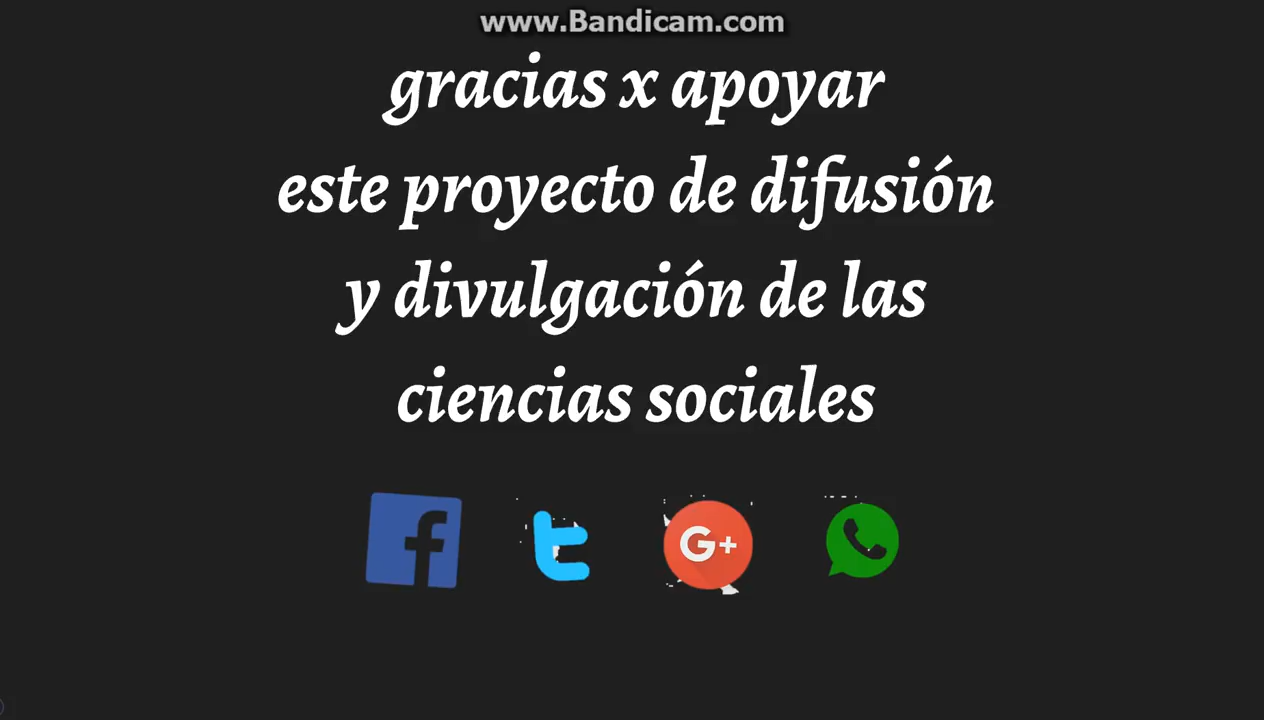 www.Bandicam.com
gracias x apoyar
este proyecto de difusión
y divulgación de las
ciencias sociales
G+